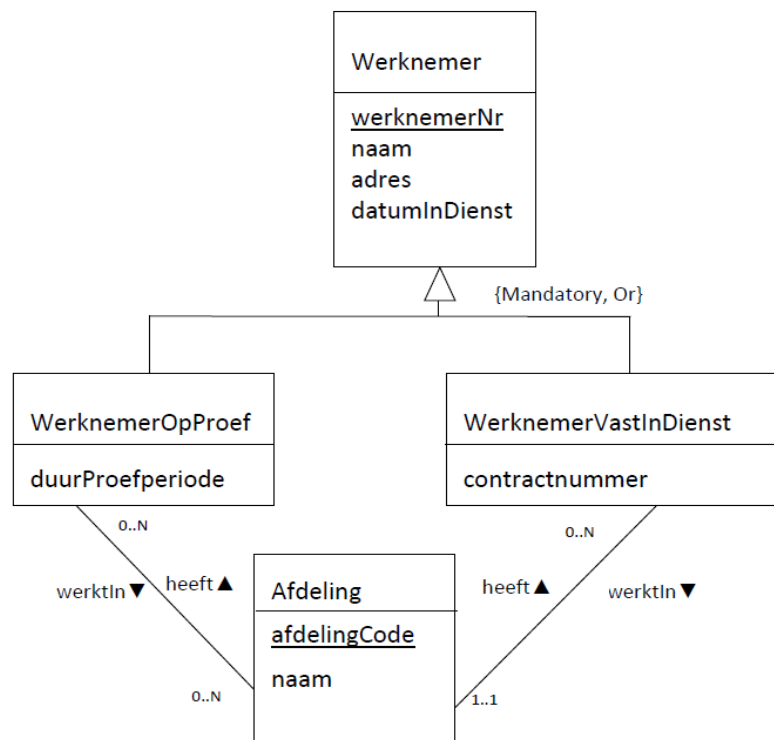 Werknemer
werknemerNr
naam
adres
datumInDienst
{Mandatory, Or}
WerknemerOpProef
duurProefperiode
WerknemerVastInDienst
contractnummer
0..N
0..N
werktIn▼
heeft▲
heeft▲
werktIn▼
Afdeling
afdelingCode
naam
0..N
1..1